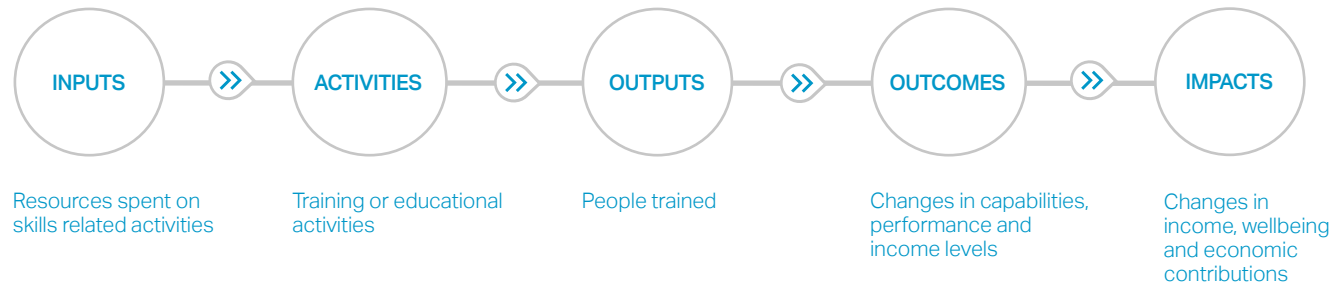 INPUTS
ACTIVITIES
OUTPUTS
OUTCOMES
IMPACTS
Resources spent on
skills related activities
Training or educational
activities
People trained
Changes in capabilities,
performance and
income levels
Changes in
income, wellbeing
and economic
contributions